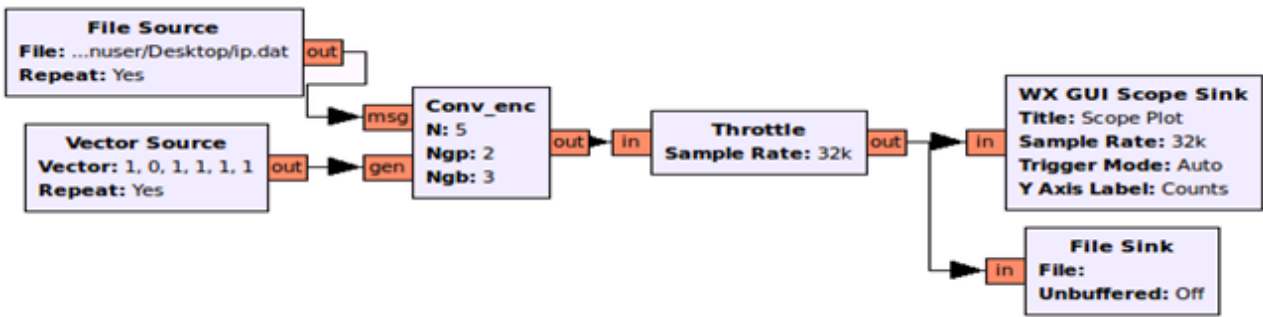 File Source
File: ...nuser/Desktop/ip.dat
Repeat: Yes
out
Vector Source
Vector: 1, 0, 1, 1, 1, 1
Repeat: Yes
out
msg
gen
Conv_enc
N: 5
Ngp: 2
Ngb: 3
out
in
Throttle
Sample Rate: 32k
out
in
WX GUI Scope Sink
Title: Scope Plot
Sample Rate: 32k
Trigger Mode: Auto
Y Axis Label: Counts
in
File Sink
File:
Unbuffered: Off